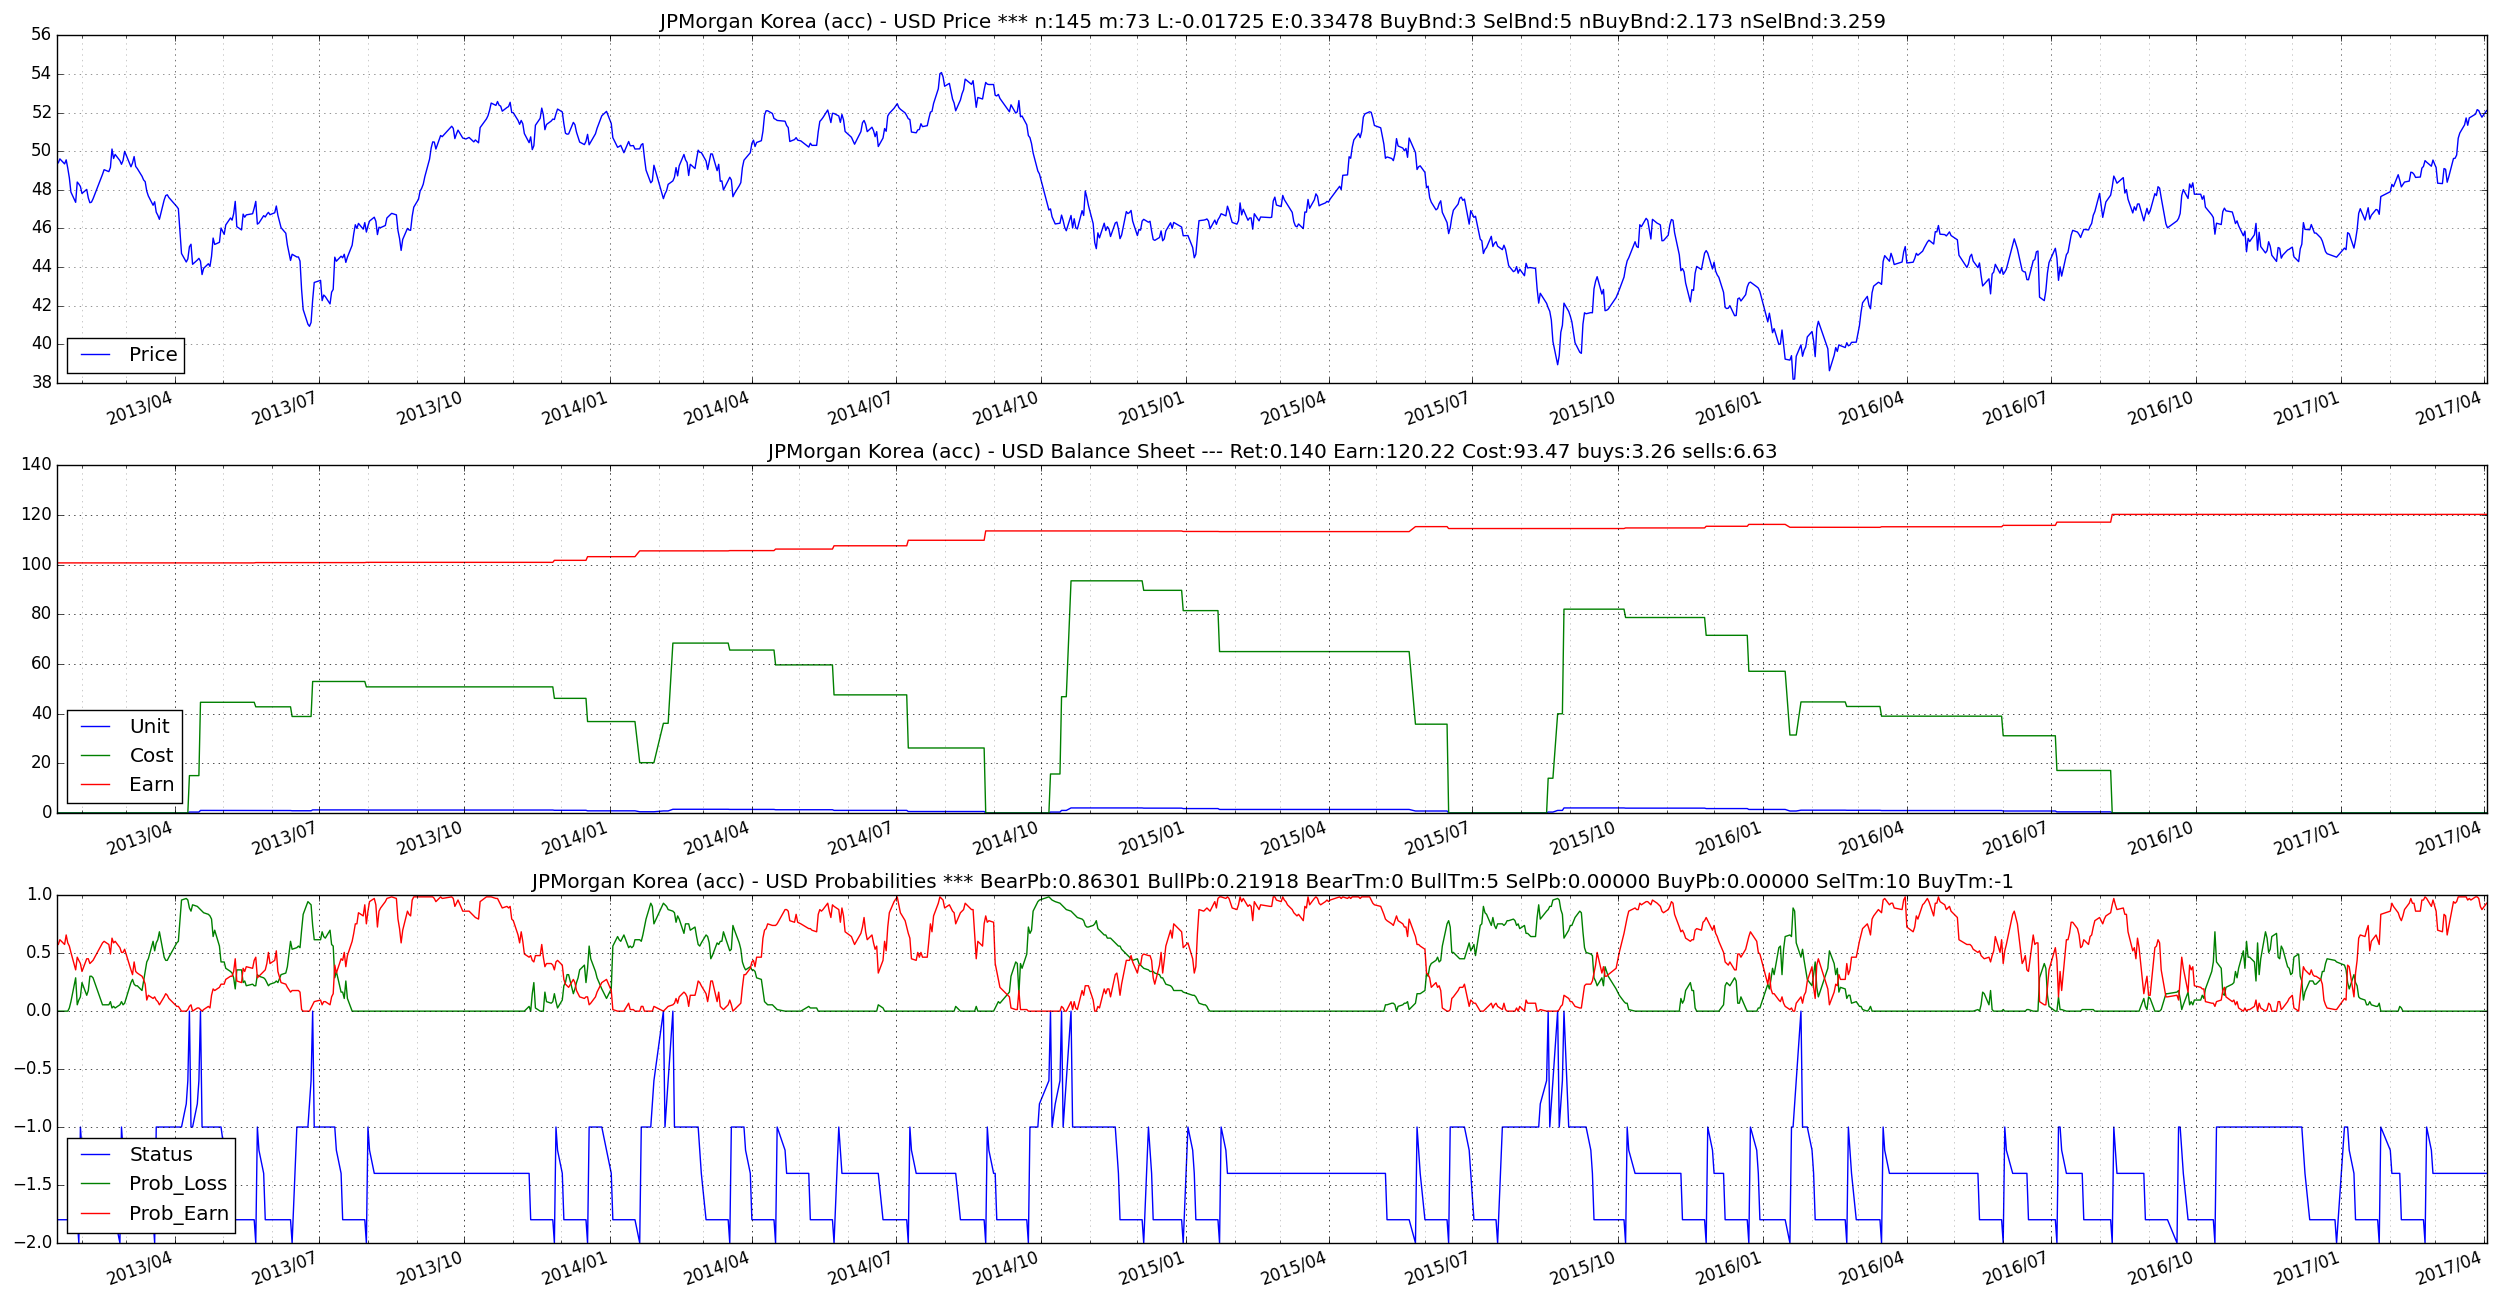 JPMorgan Korea (acc) - USD Price *** n:145 m:73 L:-0.01725 E:0.33478 BuyBnd:3 SelBnd:5 nBuyBnd:2.173 nSelBnd:3.259
56
54
52
50
48
46
44
42
40
38
Price
2013/04 2013/07 2013/10 2014/01 2014/04 2014/07 2014/10 2015/01 2015/04 2015/07 2015/10 2016/01 2016/04 2016/07 2016/10 2017/01 2017/04
JPMorgan Korea (acc) - USD Balance Sheet --- Ret:0.140 Earn:120.22 Cost:93.47 buys:3.26 sells:6.63
140
120
100
80
60
40
20
0
Unit
Cost
Earn
2013/04 2013/07 2013/10 2014/01 2014/04 2014/07 2014/10 2015/01 2015/04 2015/07 2015/10 2016/01 2016/04 2016/07 2016/10 2017/01 2017/04
JPMorgan Korea (acc) - USD Probabilities *** BearPb:0.86301 BullPb:0.21918 BearTm:0 BullTm:5 SelPb:0.00000 BuyPb:0.00000 SelTm:10 BuyTm:-1
1.0
0.5
0.0
−0.5
−1.0
−1.5
−2.0
Status
Prob_Loss
Prob_Earn
2013/04 2013/07 2013/10 2014/01 2014/04 2014/07 2014/10 2015/01 2015/04 2015/07 2015/10 2016/01 2016/04 2016/07 2016/10 2017/01 2017/04